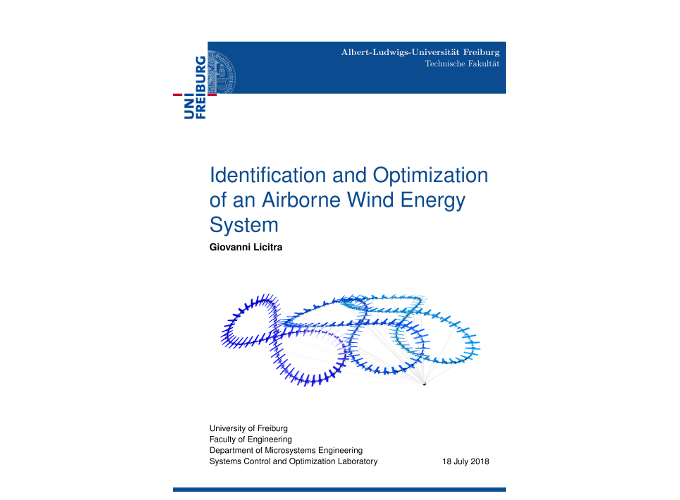 Albert-Ludwigs-Universität Freiburg
Technische Fakultät
UNI
FREIBURG
Identification and Optimization
of an Airborne Wind Energy
System
Giovanni Licitra
University of Freiburg
Faculty of Engineering
Department of Microsystems Engineering
Systems Control and Optimization Laboratory
18 July 2018